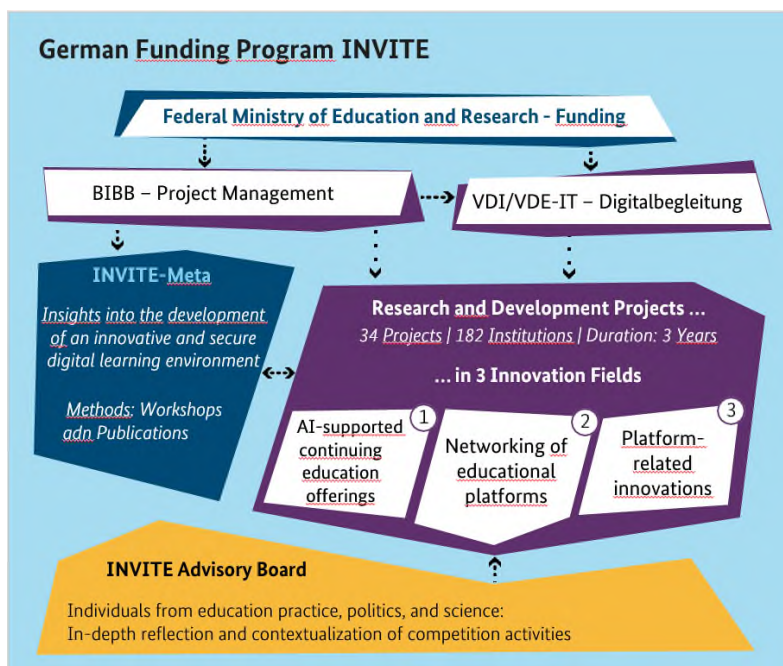 German Funding Program INVITE
Federal Ministry of Education and Research - Funding
BIBB – Project Management
VDI/VDE-IT – Digitalbegleitung
INVITE-Meta
Insights into the development
of an innovative and secure
digital learning environment
Methods: Workshops
adn Publications
Research and Development Projects ...
34 Projects | 182 Institutions | Duration: 3 Years
... in 3 Innovation Fields
1
AI-supported
continuing
education
offerings
2
Networking of
educational
platforms
3
Platform-
related
innovations
INVITE Advisory Board
Individuals from education practice, politics, and science:
In-depth reflection and contextualization of competition activities